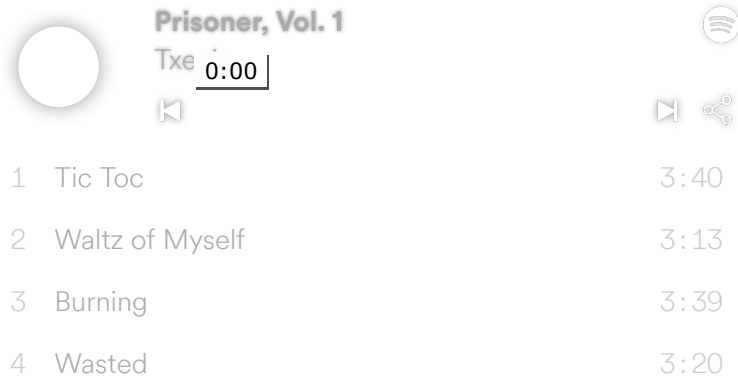 Prisoner, Vol. 1
0:00
1 Tic Toc 3:40
2 Waltz of Myself 3:13
3 Burning 3:39
4 Wasted 3:20